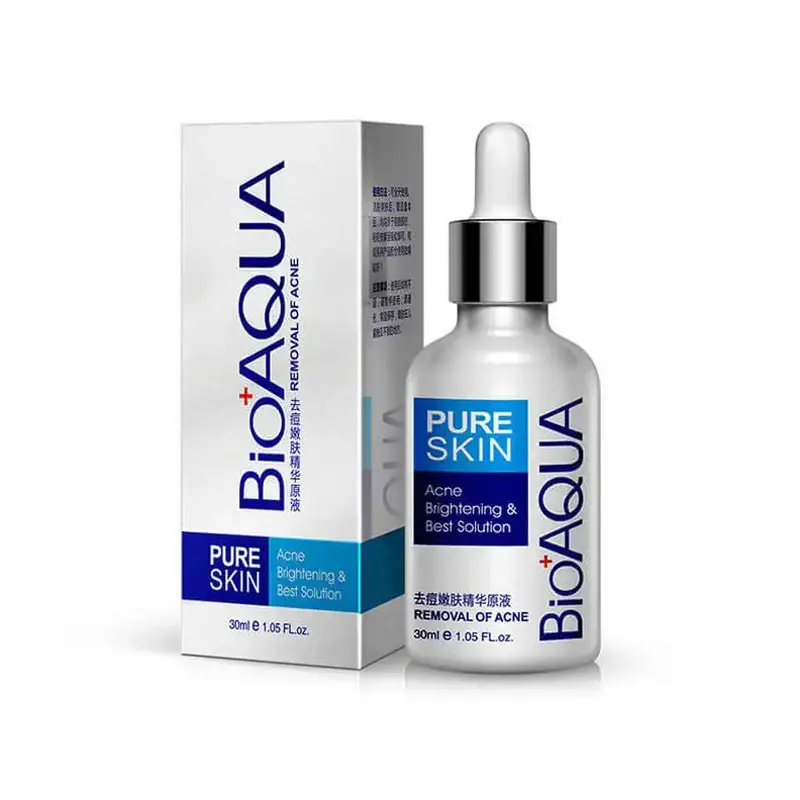 BiOAQUA
REMOVAL OF ACNE
去痘嫩肤精华原液
PURE
SKIN
Acne
Brightening &
Best Solution
30ml e 1.05 FL.oz.
PURE
SKIN
Acne
Brightening &
Best Solution
去痘嫩肤精华原液
REMOVAL OF ACNE
30ml e 1.05 FL.oz.
BiOAQUA